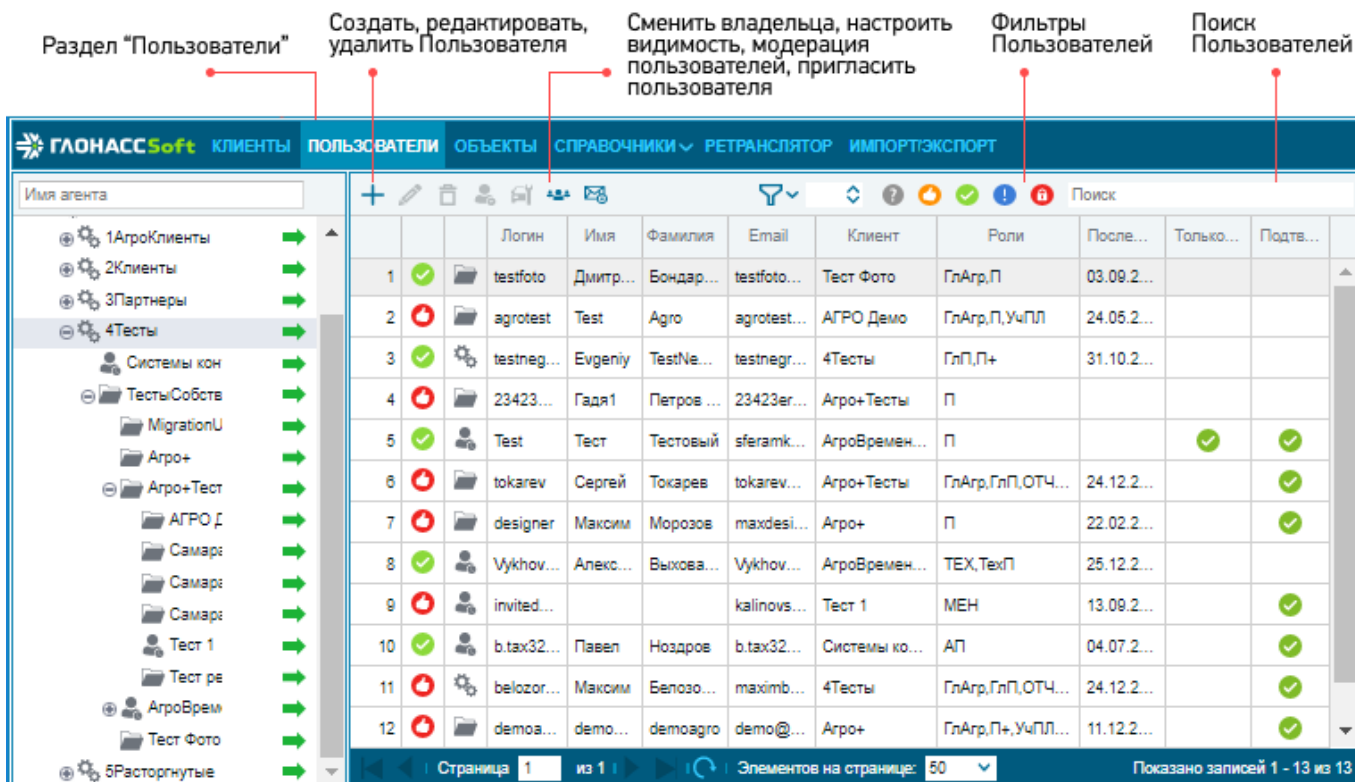 Раздел “Пользователи”
Создать, редактировать,
удалить Пользователя
Сменить владельца, настроить
видимость, модерация
пользователей, пригласить
пользователя
Фильтры
Пользователей
Поиск
Пользователей
ГЛОНАССSoft КЛИЕНТЫ ПОЛЬЗОВАТЕЛИ ОБЪЕКТЫ СПРАВОЧНИКИ РЕТРАНСЛЯТОР ИМПОРТ/ЭКСПОРТ
Имя агента
Поиск
1АгроКлиенты
2Клиенты
3Партнеры
4Тесты
Системы кон
ТестыСобств
MigrationU
Агро+
Агро+Тест
АГРО Д
Самара
Самара
Самара
Тест 1
Тест ре
АгроВрем
Тест Фото
5Расторгнутые
Логин Имя Фамилия Email Клиент Роли После... Только... Подтв...
1 testfoto Дмитр... Бондар... testfoto... Тест Фото ГлАгр,П 03.09.2...
2 agrotest Test Agro agrotest... АГРО Демо ГлАгр,П,УчПЛ 24.05.2...
3 testneg... Evgeniy TestNe... testnegr... 4Тесты ГлП,П+ 31.10.2...
4 23423... Гадя1 Петров ... 23423er... Агро+Тесты П
5 Test Тест Тестовый sferamk... АгроВремен... П
6 tokarev Сергей Токарев tokarev... Агро+Тесты ГлАгр,ГлП,ОТЧ... 24.12.2...
7 designer Максим Морозов maxdesi... Агро+ П 22.02.2...
8 Vykhov... Алекс... Выхова... Vykhov... АгроВремен... ТЕХ,ТехП 25.12.2...
9 invited... kalinovs... Тест 1 МЕН 13.09.2...
10 b.tax32... Павел Ноздров b.tax32... Системы ко... АП 04.07.2...
11 belozor... Максим Белозо... maximb... 4Тесты ГлАгр,ГлП,ОТЧ... 24.12.2...
12 demoa... demo... demoagro demo@... Агро+ ГлАгр,П+,УчПЛ... 11.12.2...
Страница 1 из 1 Элементов на странице: 50 Показано записей 1 - 13 из 13